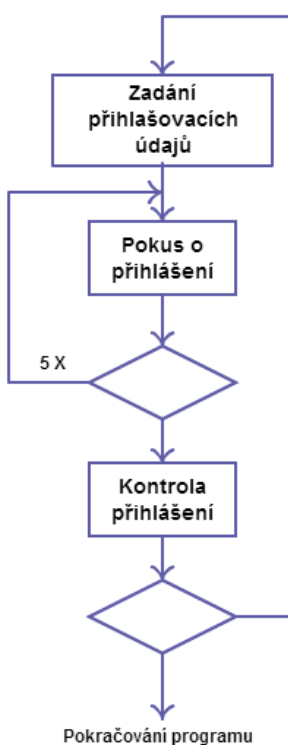 Zadání
přihlašovacích
údajů
Pokus o
přihlášení
5 X
Kontrola
přihlášení
Pokračování programu